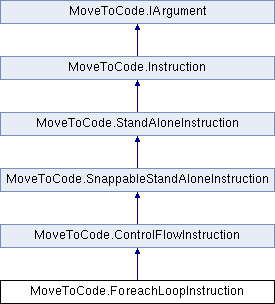 MoveToCode.IArgument
MoveToCode.Instruction
MoveToCode.StandAloneInstruction
MoveToCode.SnappableStandAloneInstruction
MoveToCode.ControlFlowInstruction
MoveToCode.ForeachLoopInstruction